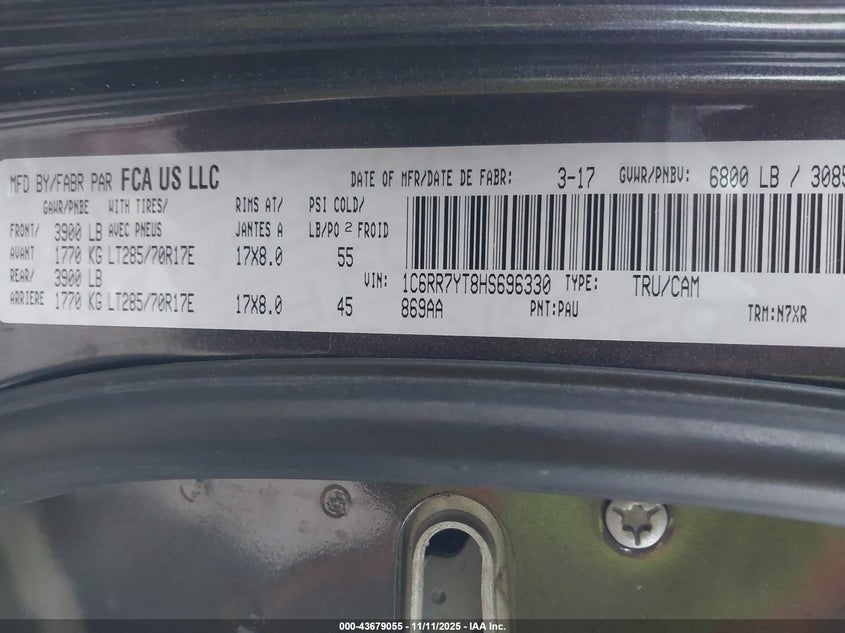 MFD BY/FABR PAR FCA US LLC DATE OF MFR/DATE DE FABR: 3-17 GVWR/PNBV: 6800 LB / 3085
GAWR/PNBE WITH TIRES/ RIMS AT/ PSI COLD/
FRONT/ 3900 LB AVEC PNEUS JANTES A LB/PO 2 FROID
AVANT 1770 KG LT285/70R17E 17X8.0 55
REAR/ 3900 LB VIN: 1C6RR7YT8HS696330 TYPE: TRU/CAM
ARRIERE 1770 KG LT285/70R17E 17X8.0 45 869AA PNT:PAU TRM:N7XR
000-43679055 - 11/11/2025 - IAA Inc.